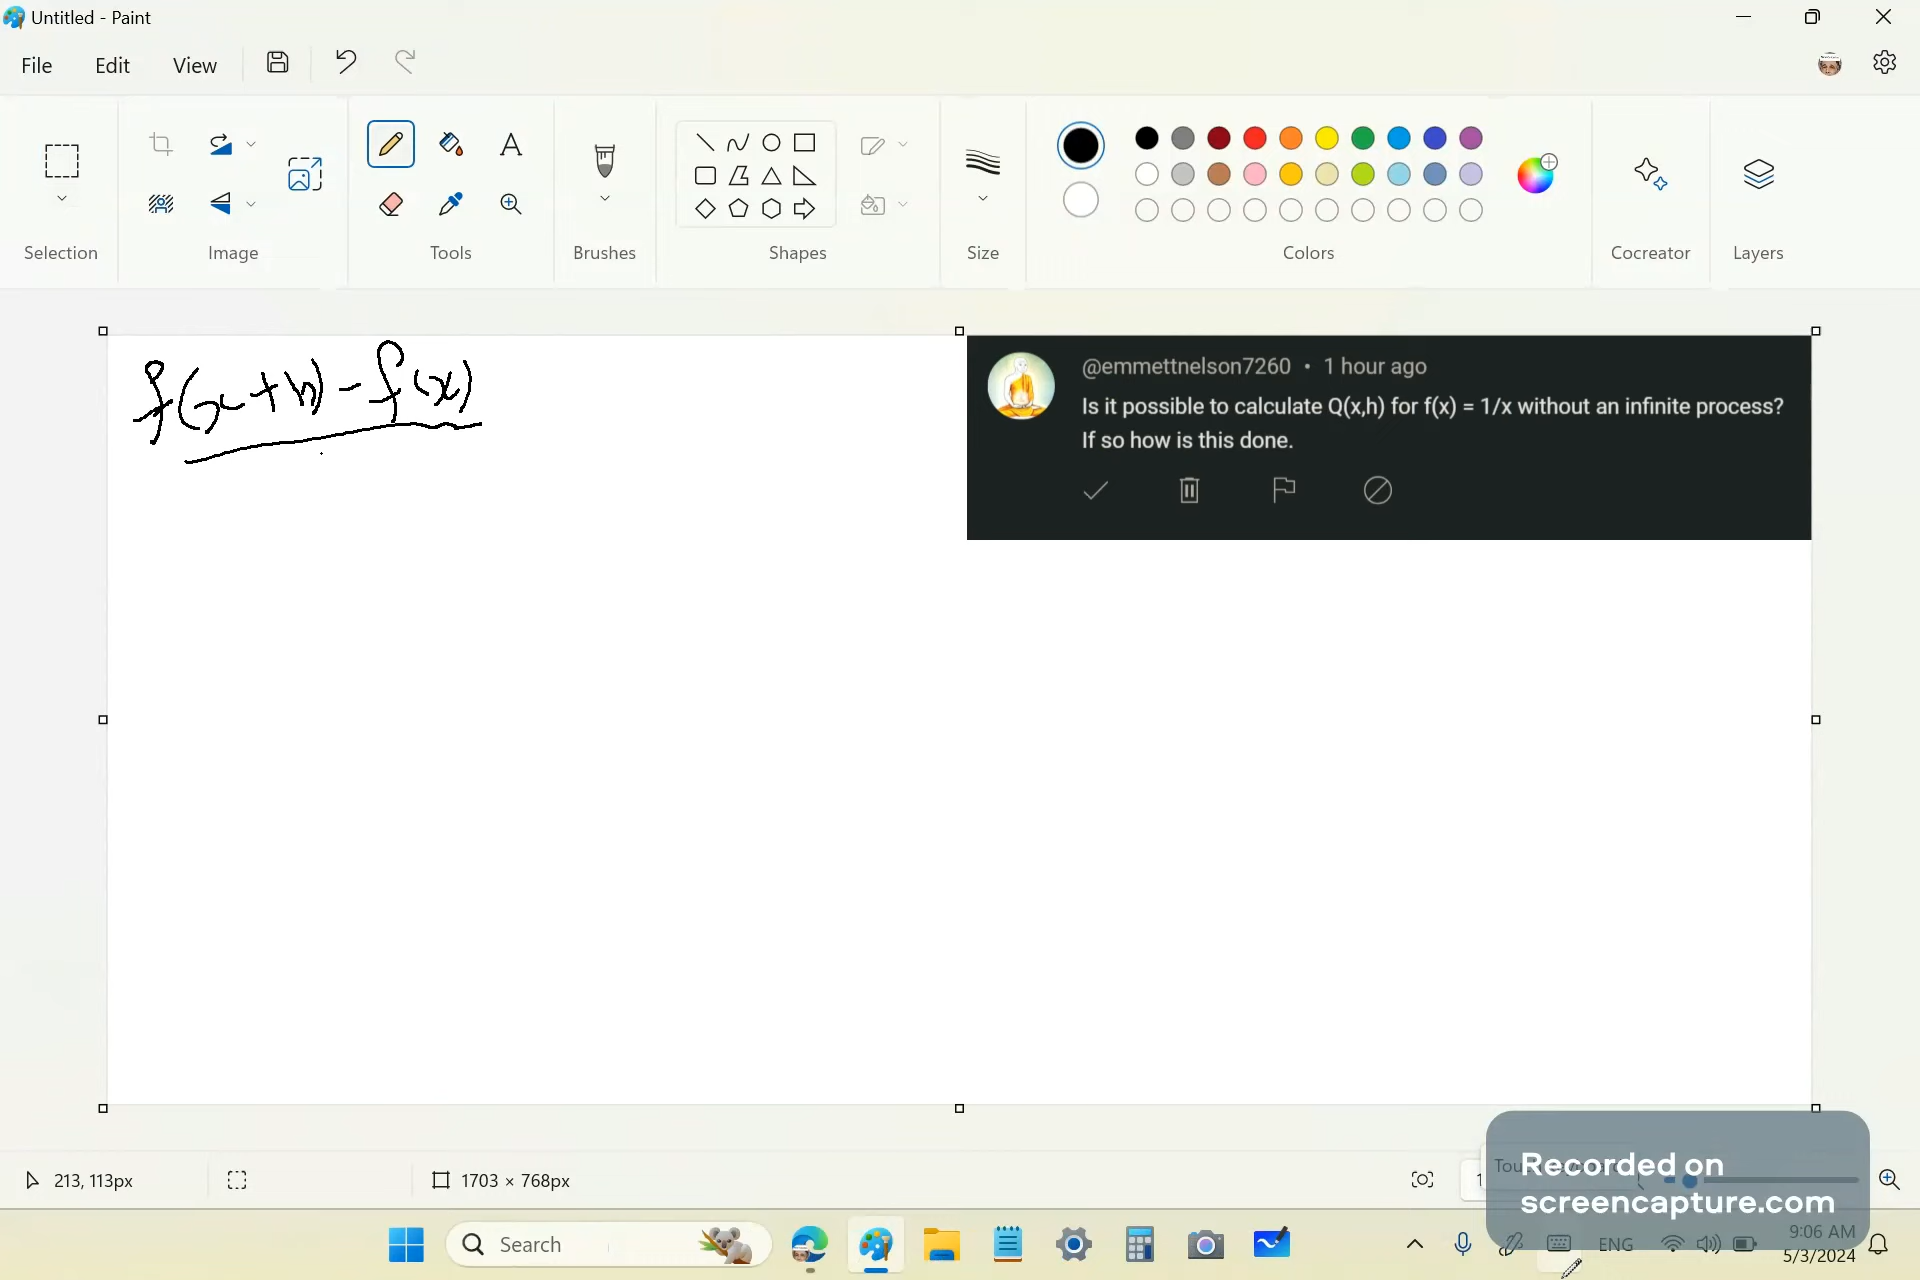 Untitled - Paint
File Edit View
Selection Image Tools Brushes Shapes Size Colors Cocreator Layers
f(x+h)-f(x)
@emmettnelson7260 • 1 hour ago
Is it possible to calculate Q(x,h) for f(x) = 1/x without an infinite process?
If so how is this done.
213, 113px
1703 × 768px
Recorded on
screencapture.com
Search
ENG
9:06 AM
5/3/2024